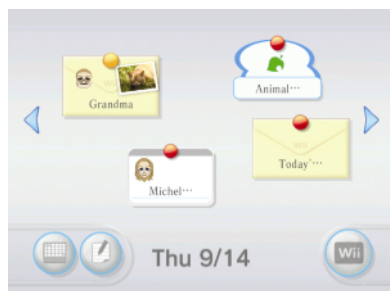 Grandma
Animal…
Michel…
Today'…
Thu 9/14
Wii